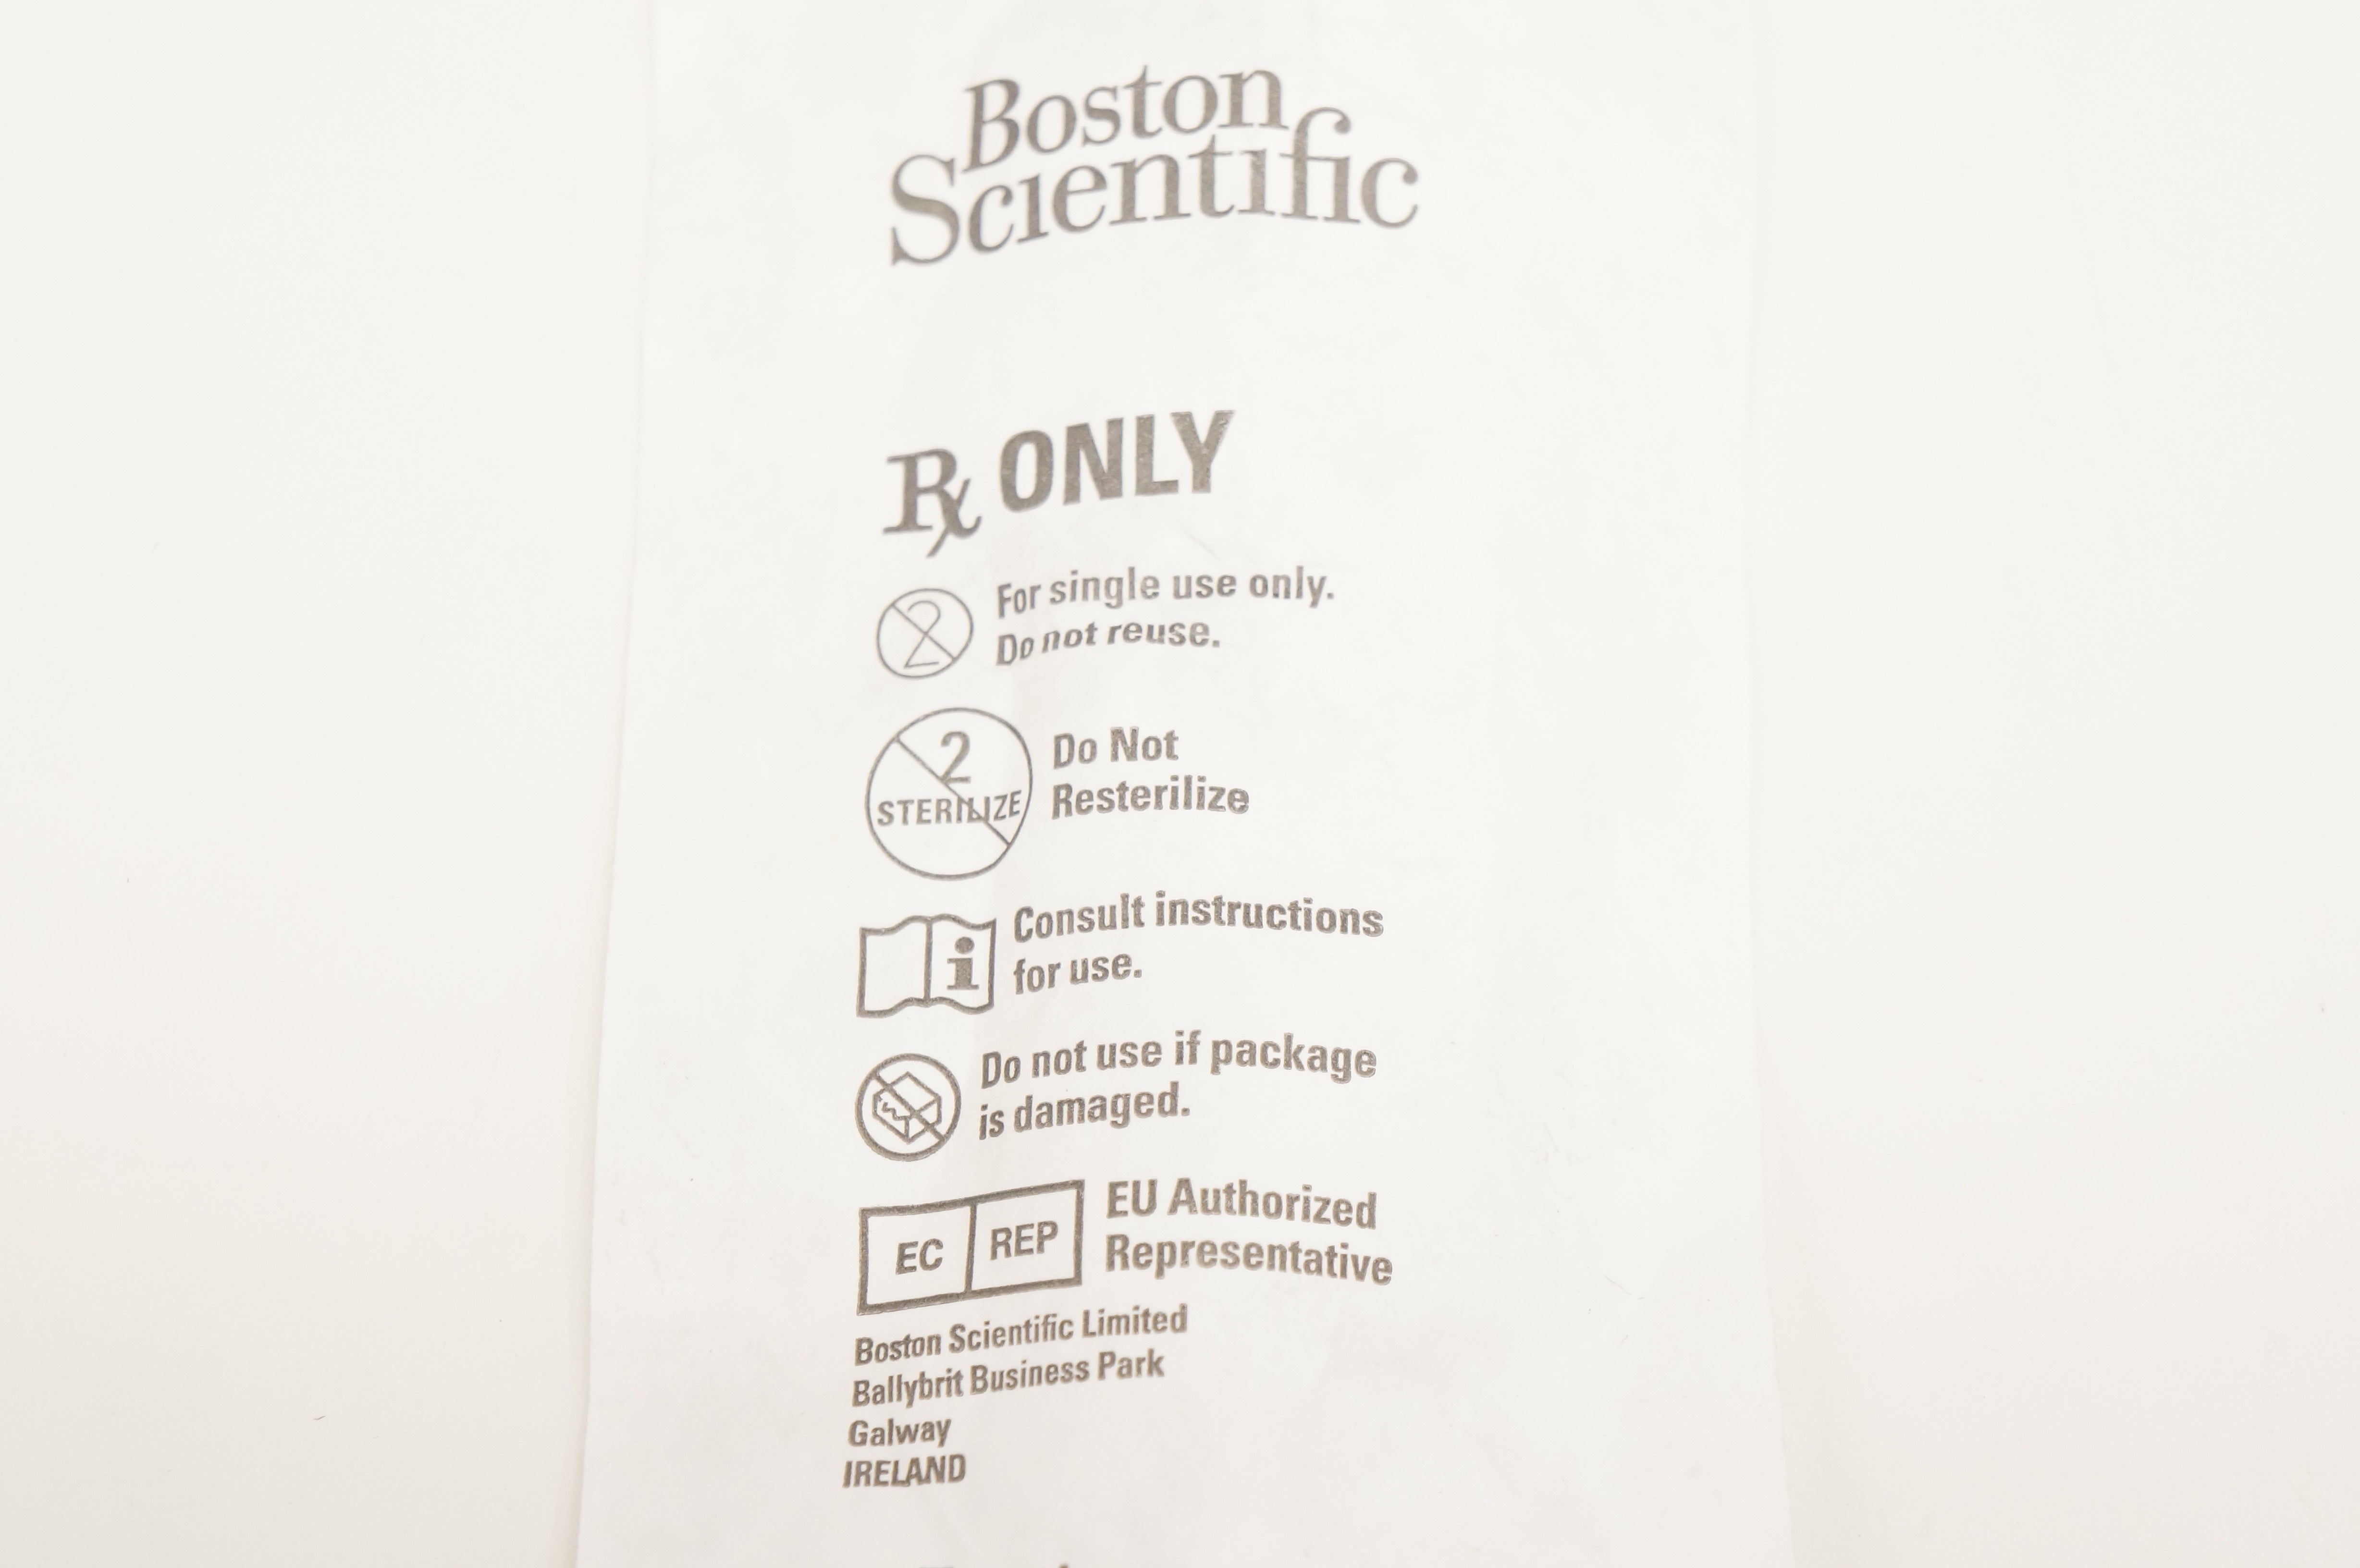 Boston
Scientific
℞ ONLY
2
For single use only.
Do not reuse.
2
STERILIZE
Do Not
Resterilize
i
Consult instructions
for use.
Do not use if package
is damaged.
EC REP
EU Authorized
Representative
Boston Scientific Limited
Ballybrit Business Park
Galway
IRELAND